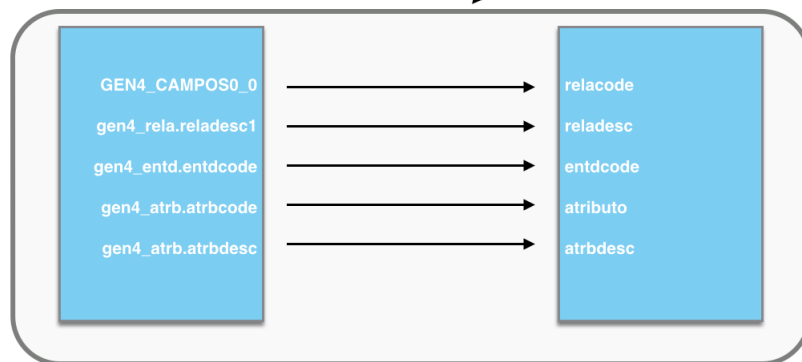 GEN4_CAMPOS0_0 relacode
gen4_rela.reladesc1 reladesc
gen4_entd.entdcode entdcode
gen4_atrb.atrbcode atributo
gen4_atrb.atrbdesc atrbdesc